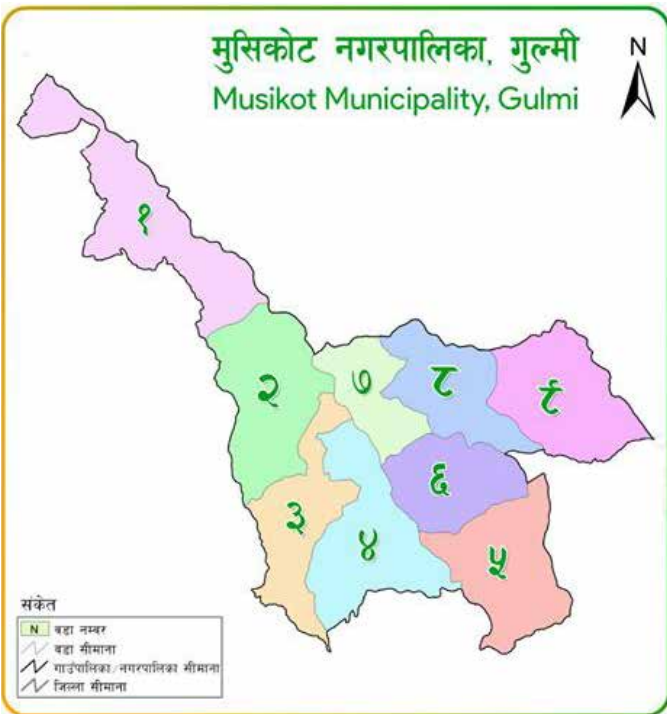 मुसिकोट नगरपालिका, गुल्मी
Musikot Municipality, Gulmi
N
१
२
७
८
९
३
४
६
५
संकेत
N वडा नम्बर
वडा सीमाना
गाउँपालिका/नगरपालिका सीमाना
जिल्ला सीमाना